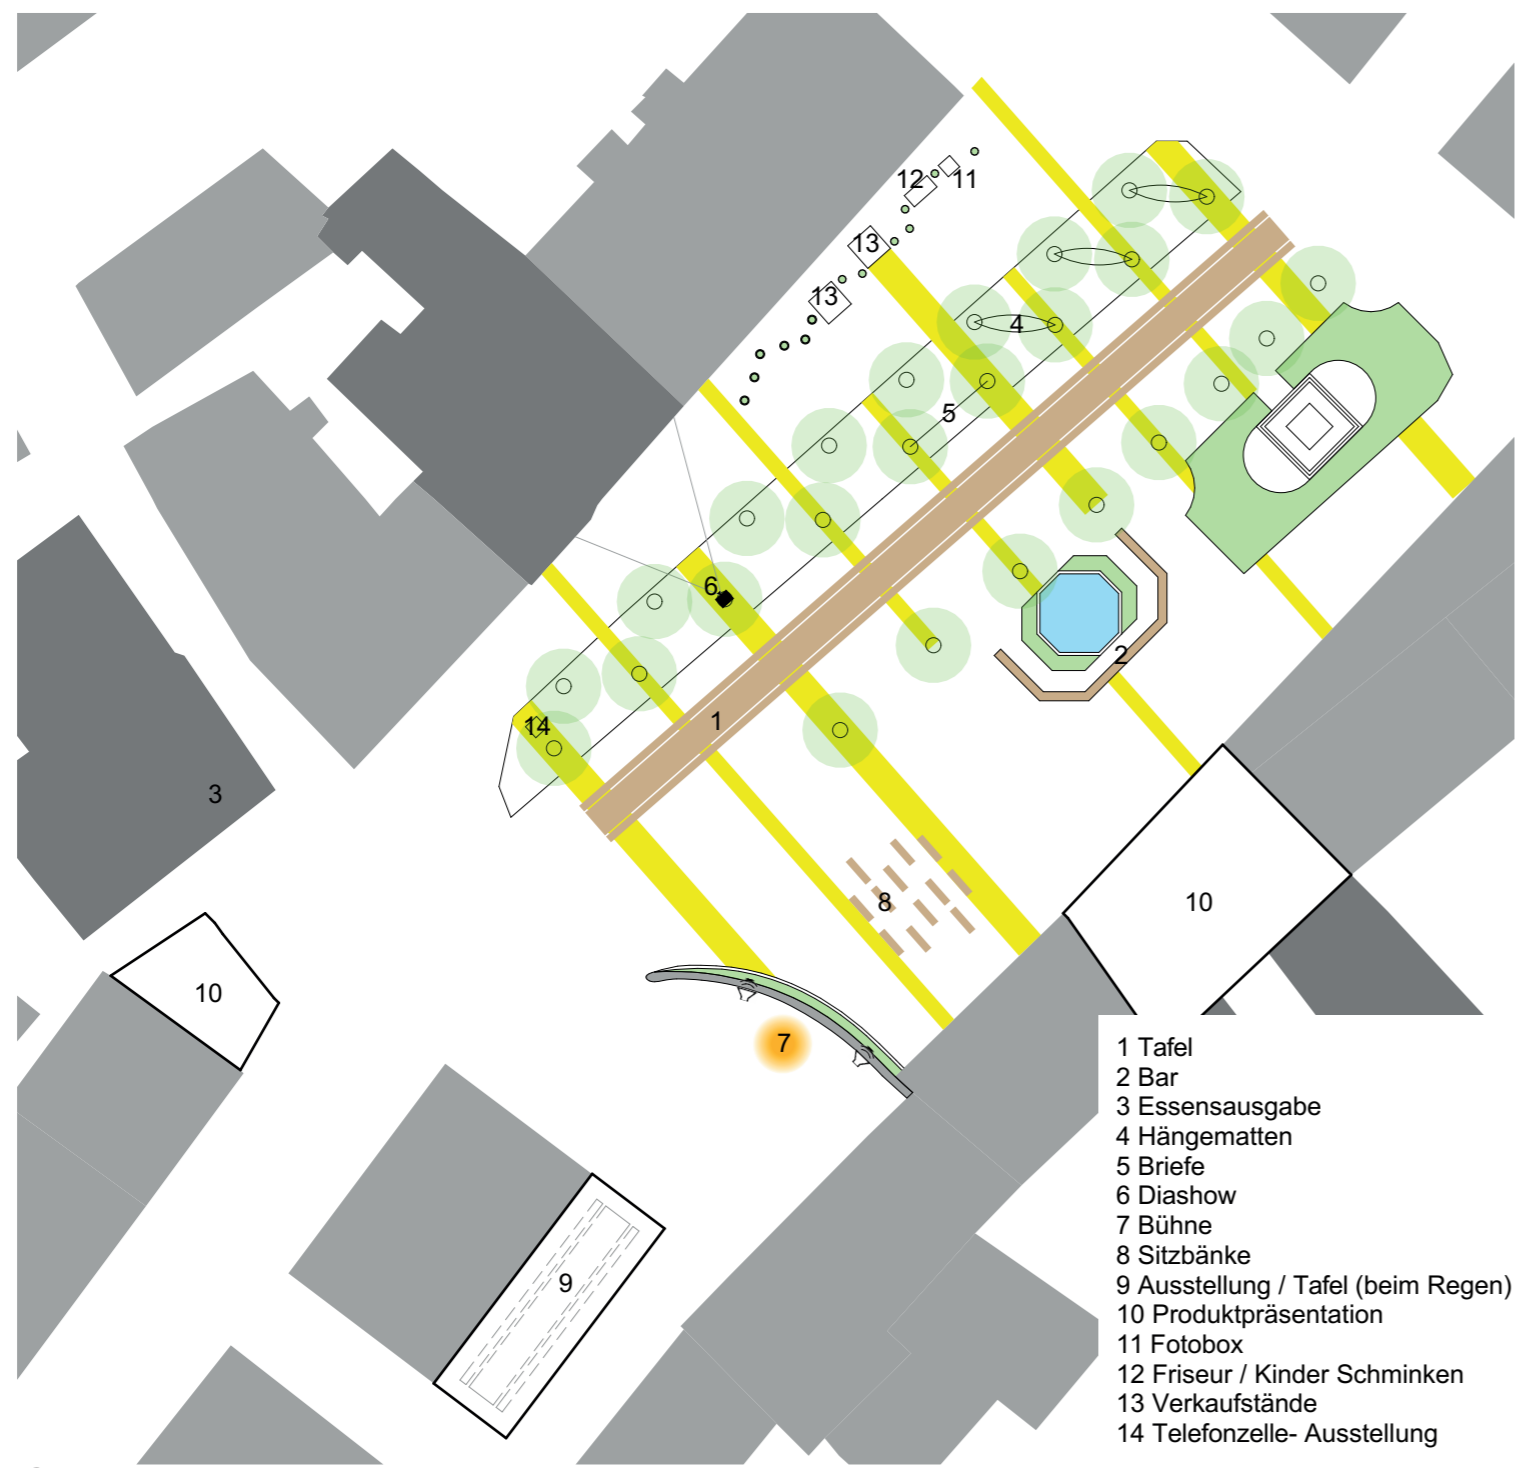 12
11
13
13
4
5
6
2
1
14
3
8
10
10
7
9
1 Tafel
2 Bar
3 Essensausgabe
4 Hängematten
5 Briefe
6 Diashow
7 Bühne
8 Sitzbänke
9 Ausstellung / Tafel (beim Regen)
10 Produktpräsentation
11 Fotobox
12 Friseur / Kinder Schminken
13 Verkaufstände
14 Telefonzelle- Ausstellung